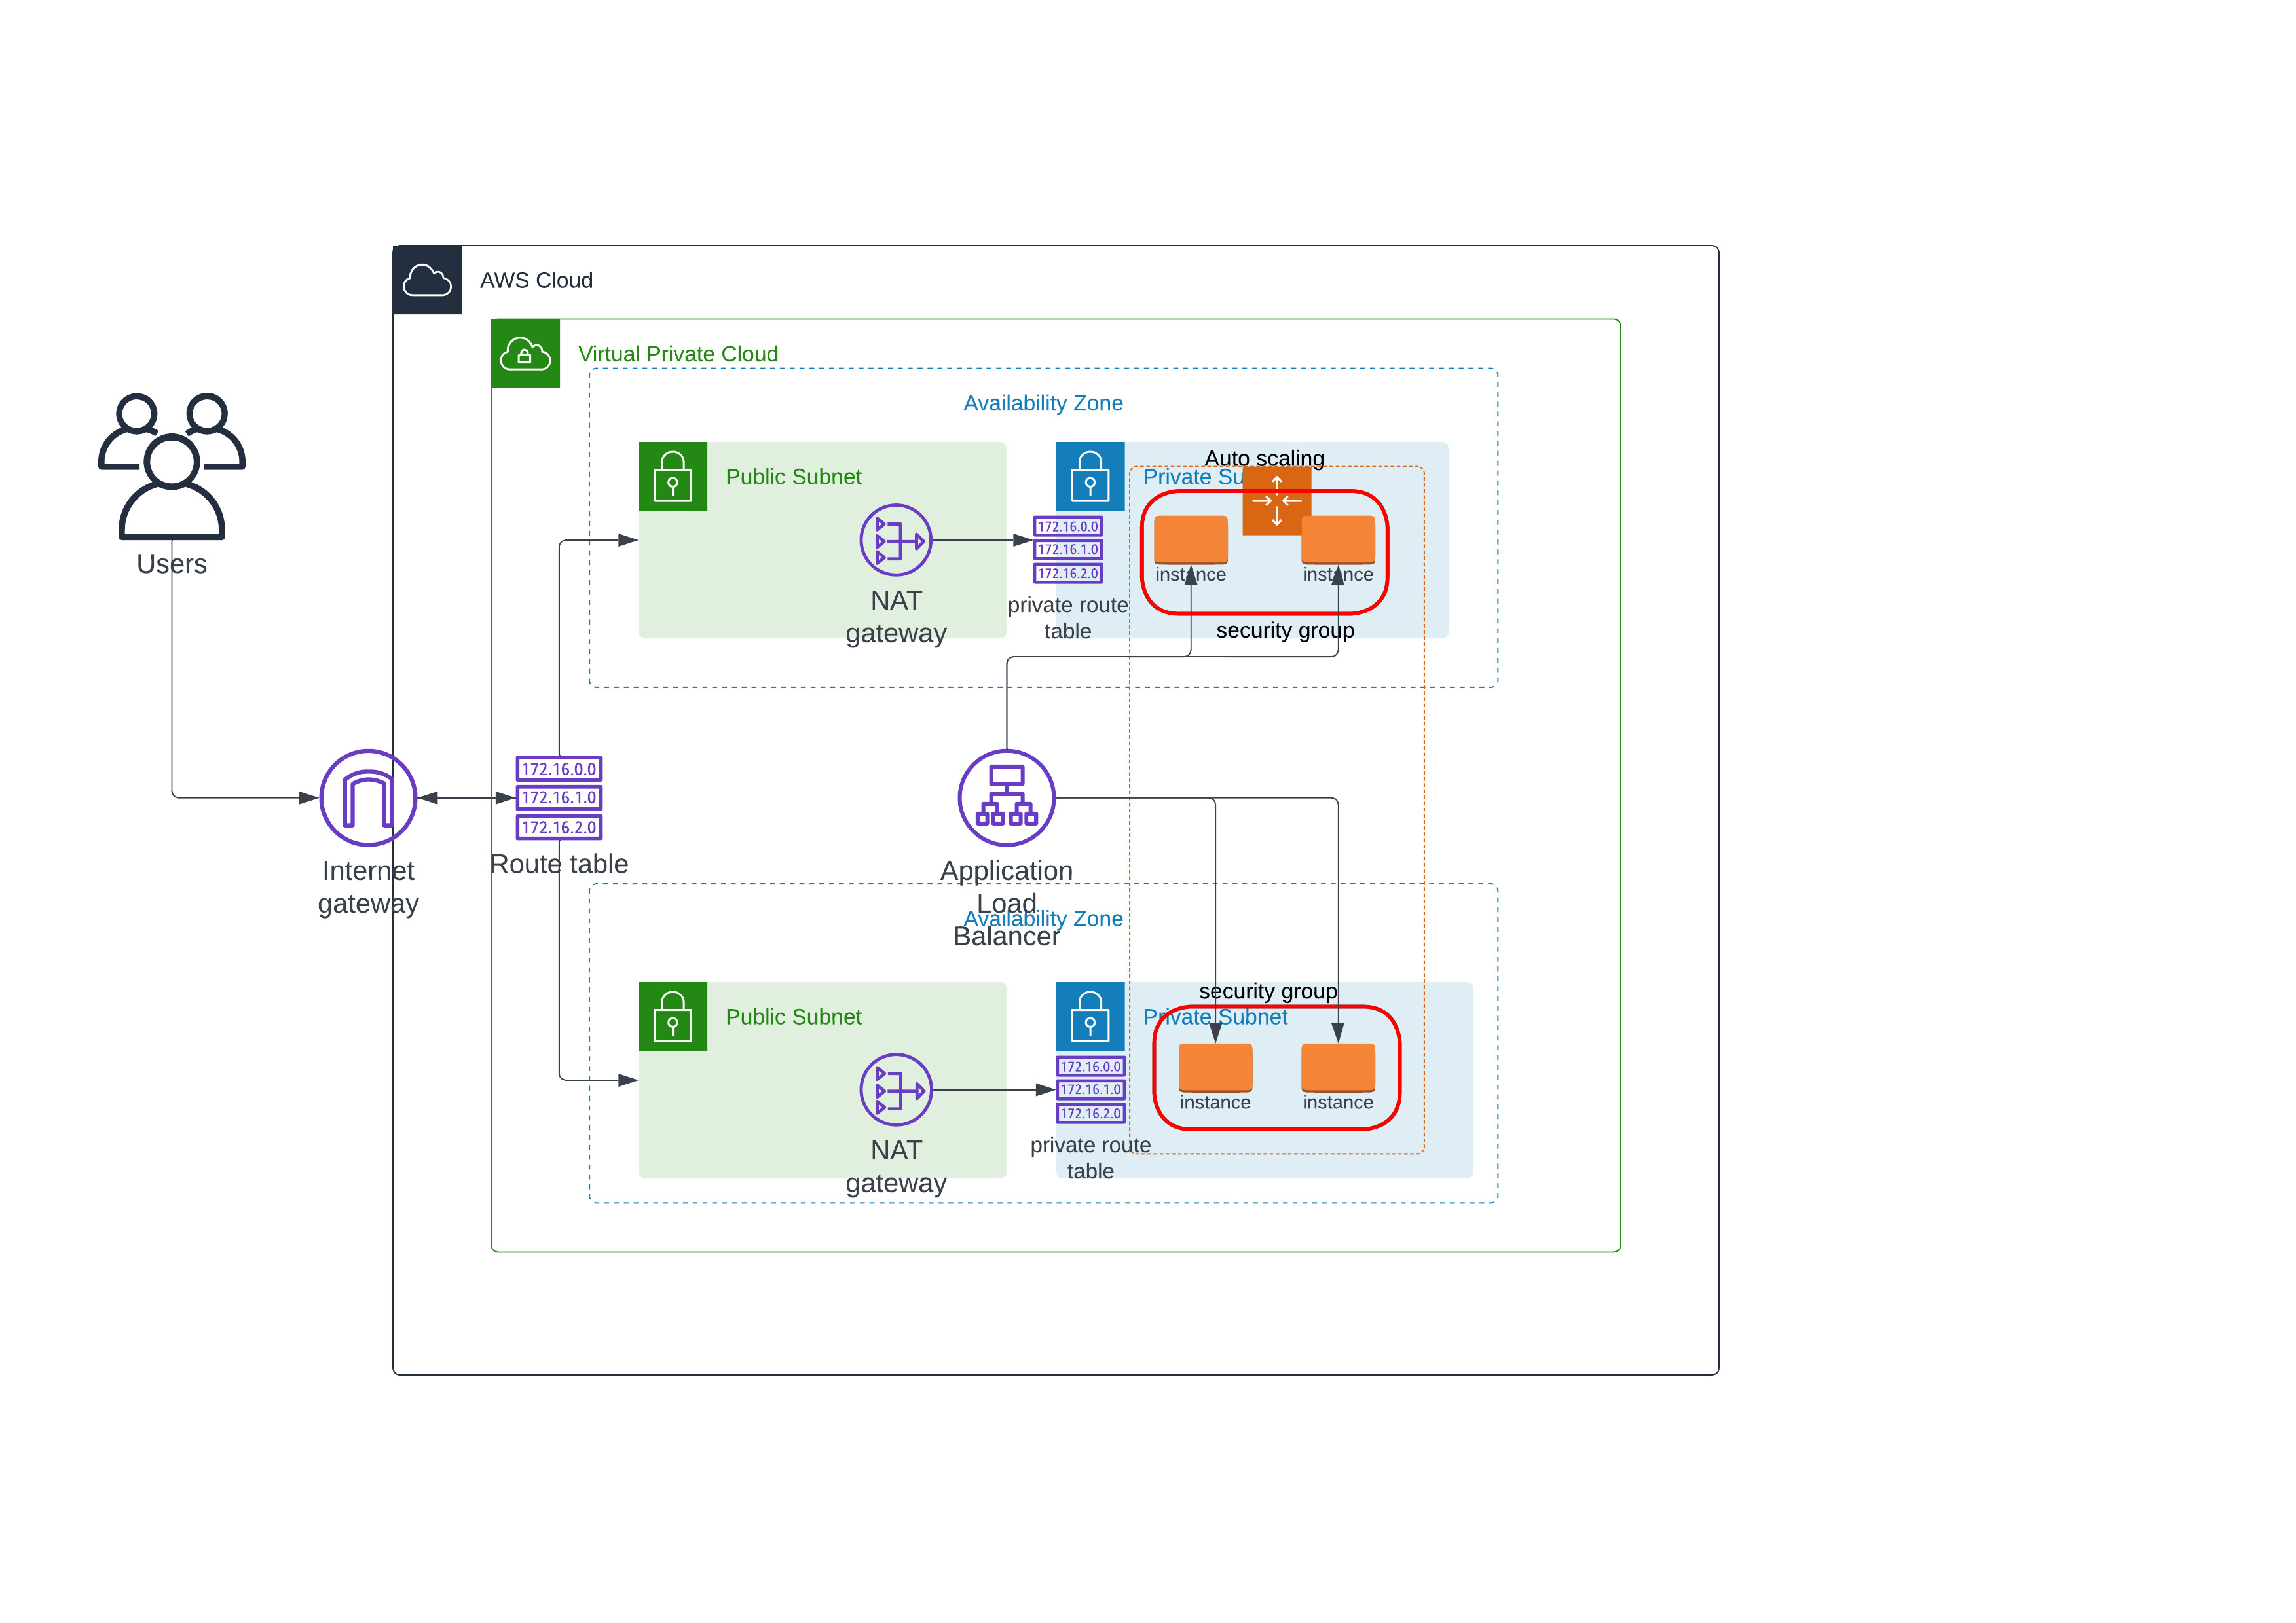 AWS Cloud
Virtual Private Cloud
Availability Zone
Public Subnet
Auto scaling
Private Su
172.16.0.0
172.16.1.0
172.16.2.0
instance
instance
Users
NAT
gateway
private route
table
security group
172.16.0.0
172.16.1.0
172.16.2.0
Route table
Internet
gateway
Application
Load
Balancer
Availability Zone
security group
Public Subnet
Private Subnet
172.16.0.0
172.16.1.0
172.16.2.0
instance
instance
NAT
gateway
private route
table